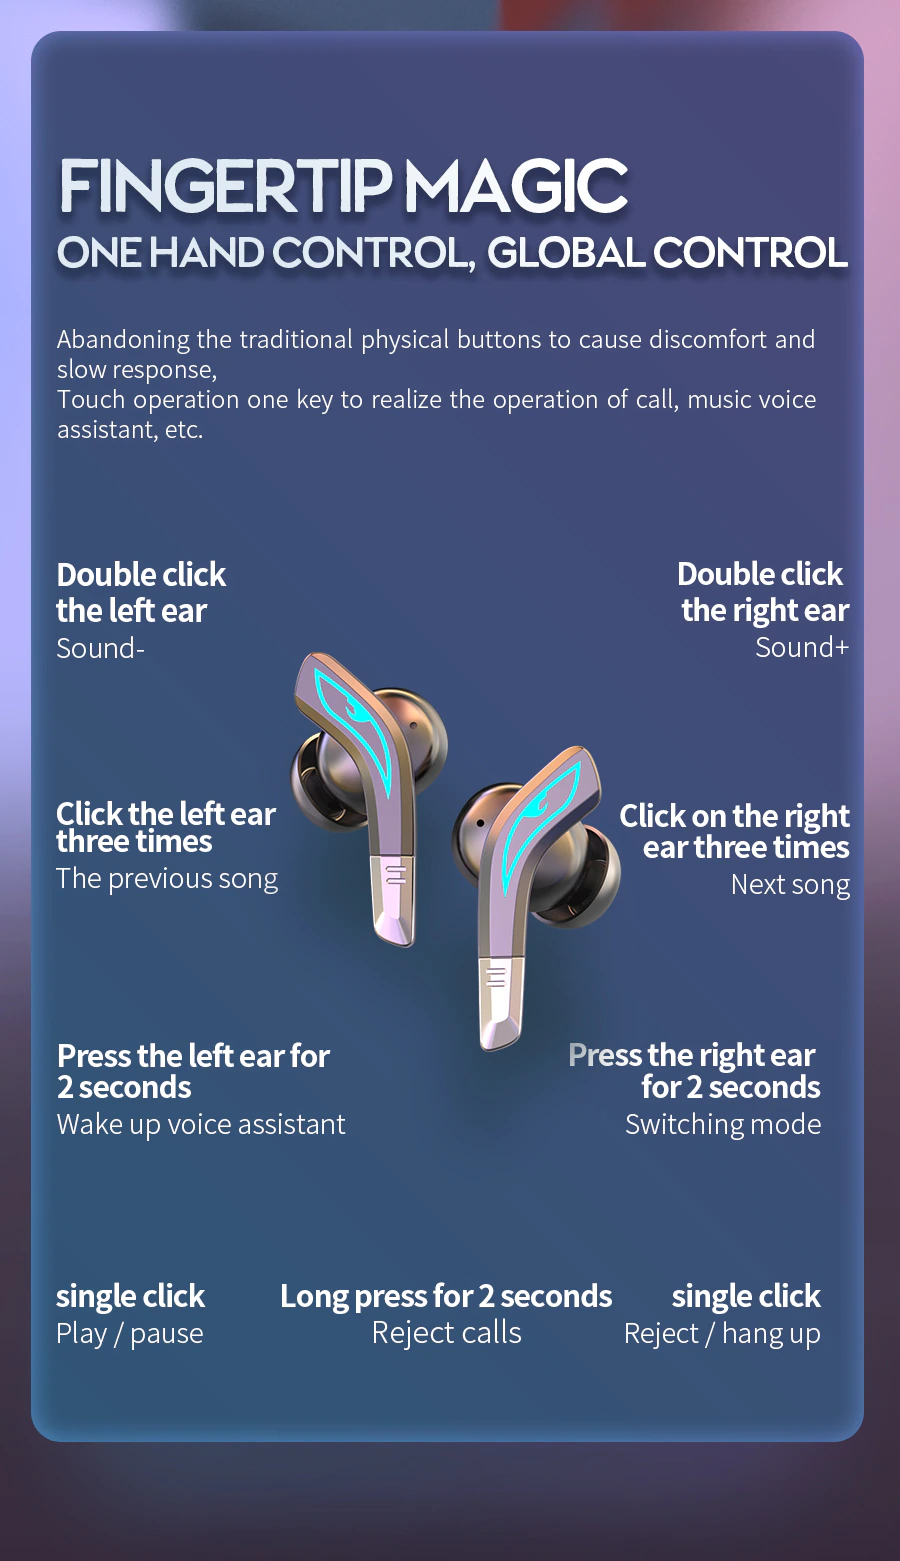 FINGERTIP MAGIC
ONE HAND CONTROL, GLOBAL CONTROL
Abandoning the traditional physical buttons to cause discomfort and
slow response,
Touch operation one key to realize the operation of call, music voice
assistant, etc.
Double click
the left ear
Sound-
Double click
the right ear
Sound+
Click the left ear
three times
The previous song
Click on the right
ear three times
Next song
Press the left ear for
2 seconds
Wake up voice assistant
Press the right ear
for 2 seconds
Switching mode
single click
Play / pause
Long press for 2 seconds
Reject calls
single click
Reject / hang up